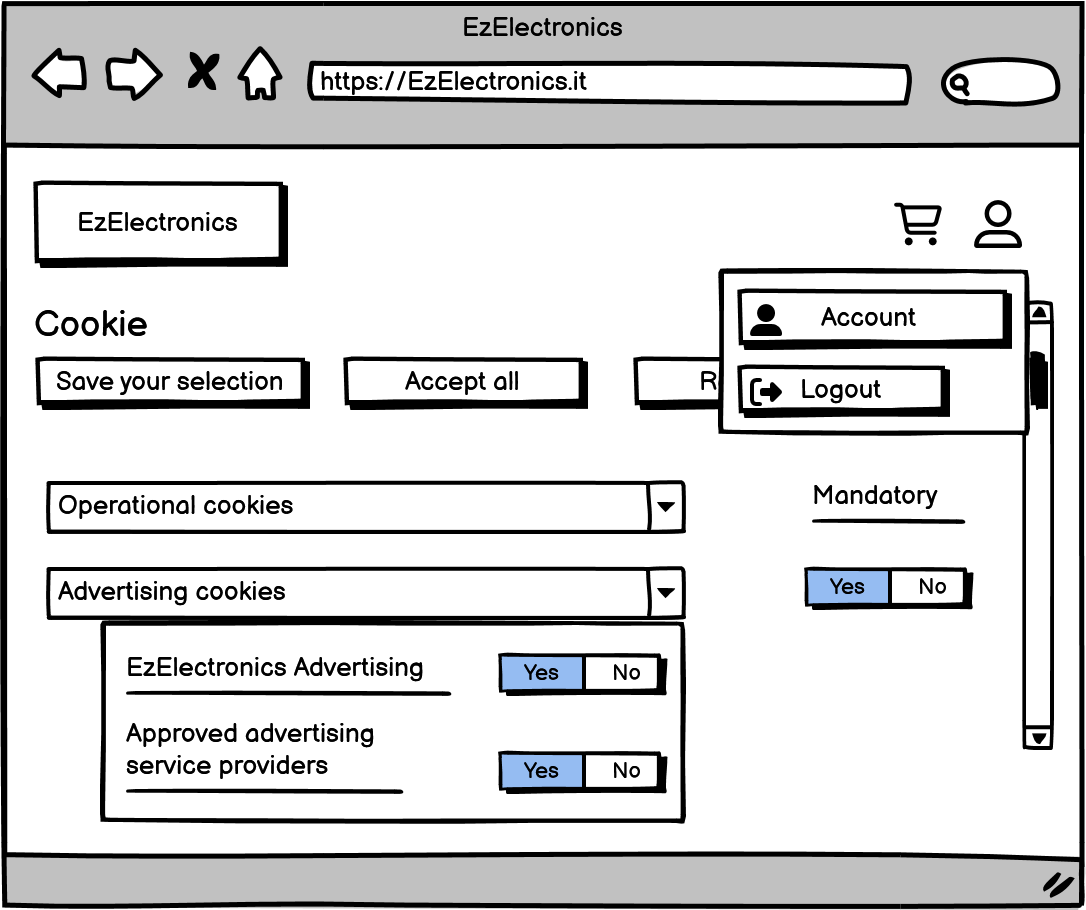 EzElectronics
https://EzElectronics.it
EzElectronics
Account
Cookie
Save your selection
Accept all
Logout
Operational cookies
Mandatory
Advertising cookies
Yes No
EzElectronics Advertising
Yes No
Approved advertising
service providers
Yes No